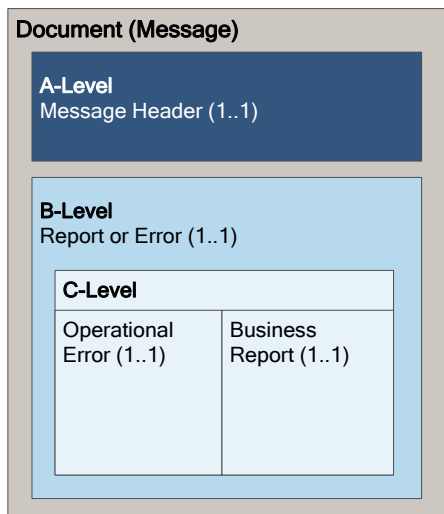 Document (Message)
A-Level
Message Header (1..1)
B-Level
Report or Error (1..1)
C-Level
Operational
Error (1..1)
Business
Report (1..1)